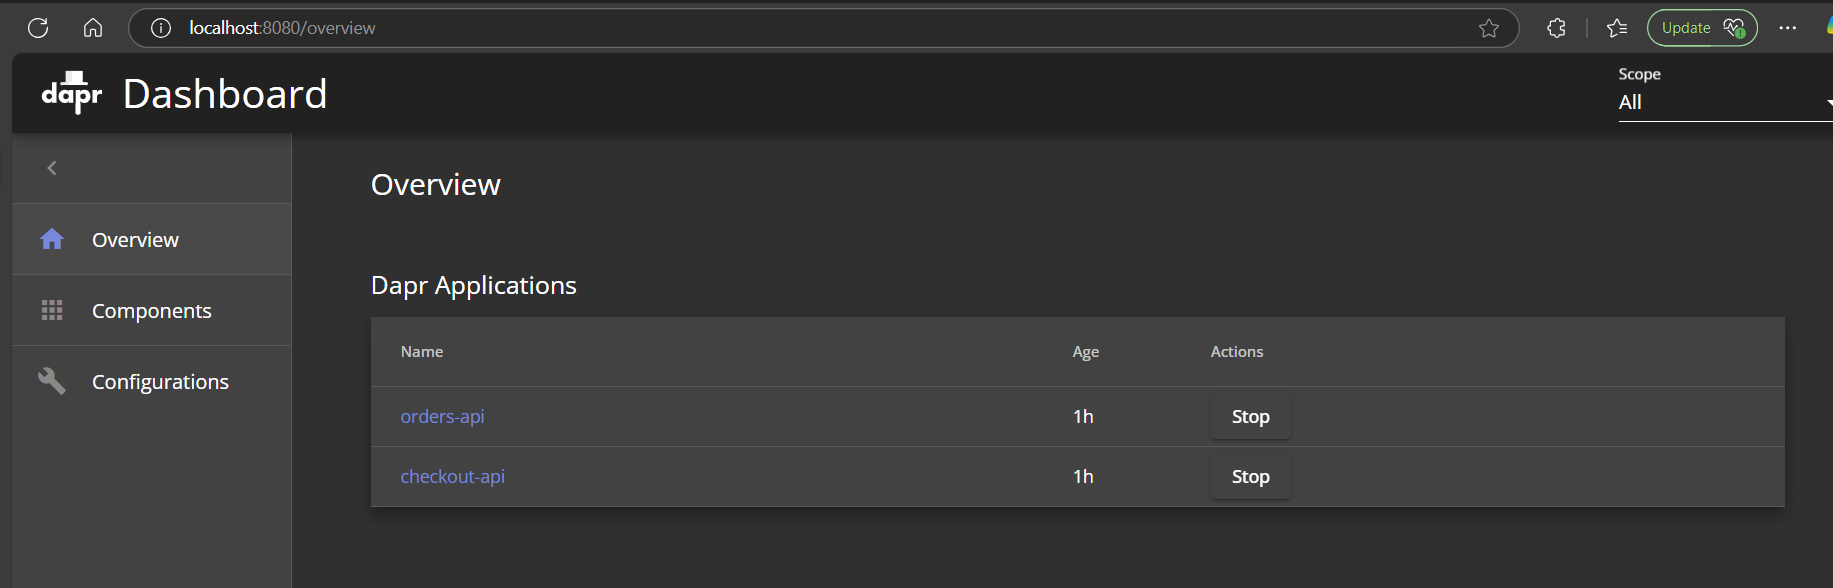 localhost:8080/overview
Update
dapr Dashboard
Scope
All
Overview
Components
Configurations
Overview
Dapr Applications
Name Age Actions
orders-api 1h Stop
checkout-api 1h Stop